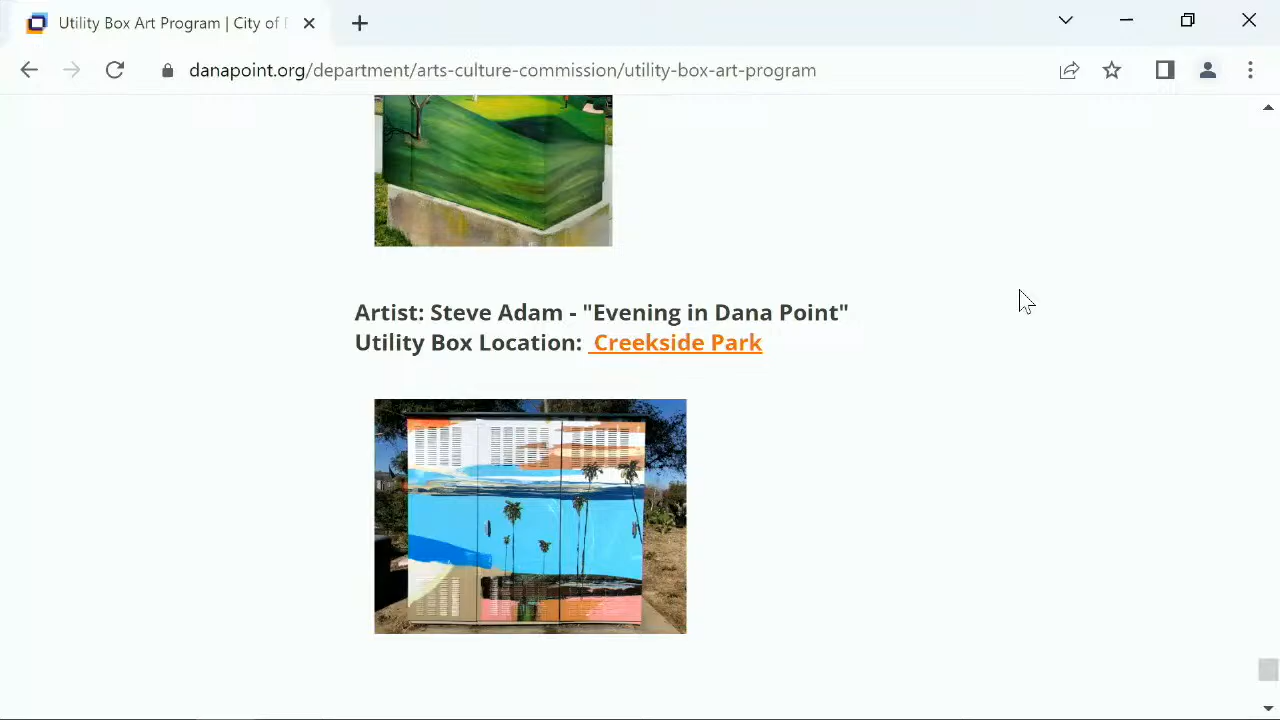 Utility Box Art Program | City of
danapoint.org/department/arts-culture-commission/utility-box-art-program
Artist: Steve Adam - "Evening in Dana Point"
Utility Box Location: Creekside Park